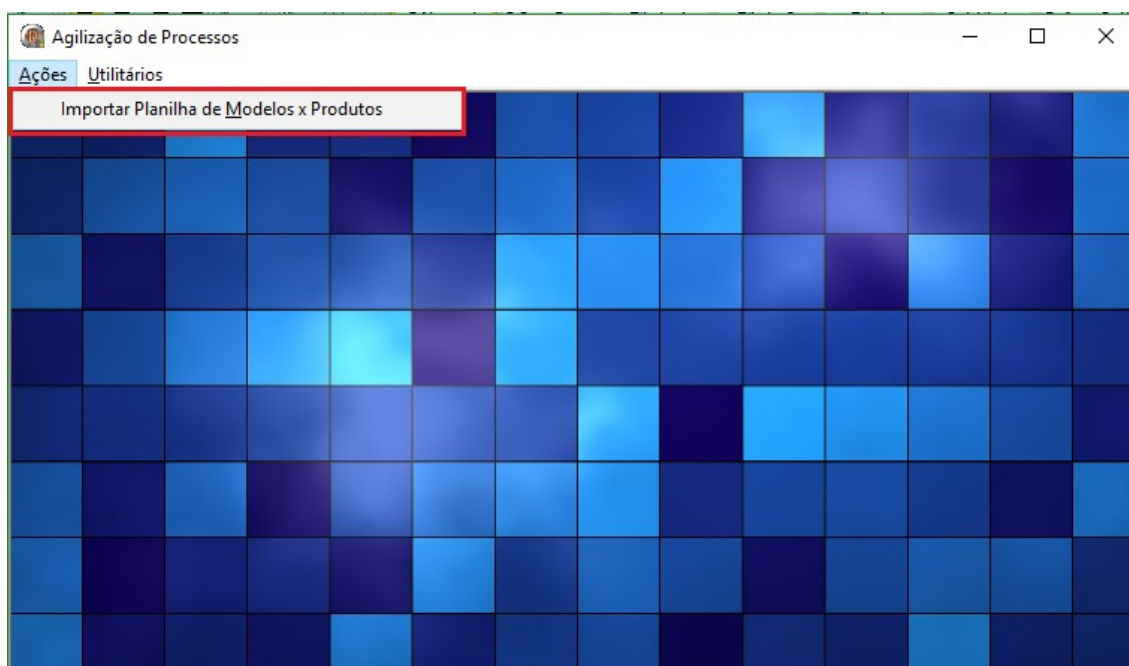 Agilização de Processos
Ações Utilitários
Importar Planilha de Modelos x Produtos